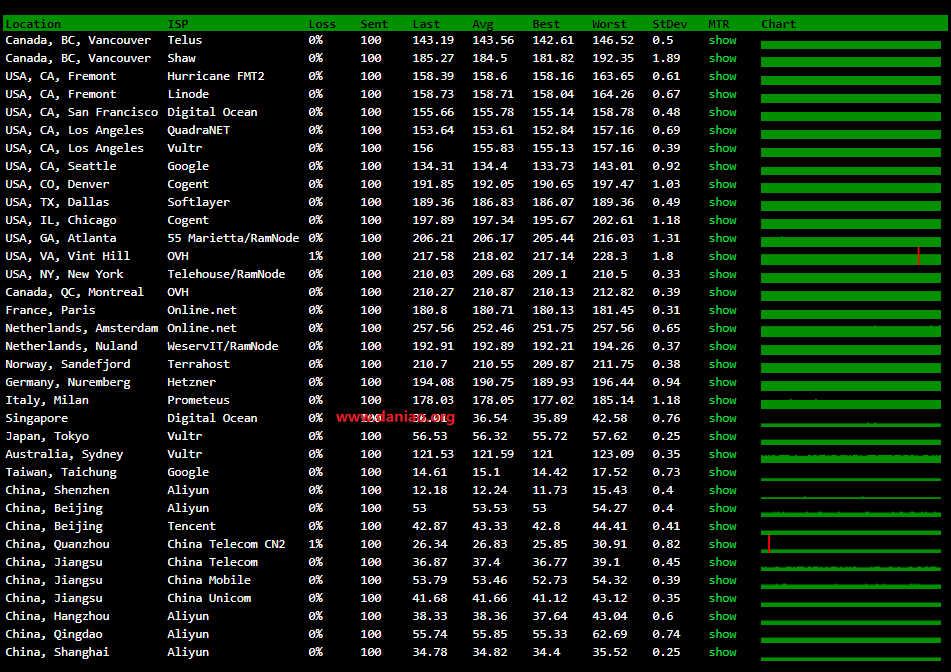 Location ISP Loss Sent Last Avg Best Worst StDev MTR Chart
Canada, BC, Vancouver Telus 0% 100 143.19 143.56 142.61 146.52 0.5 show
Canada, BC, Vancouver Shaw 0% 100 185.27 184.5 181.82 192.35 1.89 show
USA, CA, Fremont Hurricane FMT2 0% 100 158.39 158.6 158.16 163.65 0.61 show
USA, CA, Fremont Linode 0% 100 158.73 158.71 158.04 164.26 0.67 show
USA, CA, San Francisco Digital Ocean 0% 100 155.66 155.78 155.14 158.78 0.48 show
USA, CA, Los Angeles QuadraNET 0% 100 153.64 153.61 152.84 157.16 0.69 show
USA, CA, Los Angeles Vultr 0% 100 156 155.83 155.13 157.16 0.39 show
USA, CA, Seattle Google 0% 100 134.31 134.4 133.73 143.01 0.92 show
USA, CO, Denver Cogent 0% 100 191.85 192.05 190.65 197.47 1.03 show
USA, TX, Dallas Softlayer 0% 100 189.36 186.83 186.07 189.36 0.49 show
USA, IL, Chicago Cogent 0% 100 197.89 197.34 195.67 202.61 1.18 show
USA, GA, Atlanta 55 Marietta/RamNode 0% 100 206.21 206.17 205.44 216.03 1.31 show
USA, VA, Vint Hill OVH 1% 100 217.58 218.02 217.14 228.3 1.8 show
USA, NY, New York Telehouse/RamNode 0% 100 210.03 209.68 209.1 210.5 0.33 show
Canada, QC, Montreal OVH 0% 100 210.27 210.87 210.13 212.82 0.39 show
France, Paris Online.net 0% 100 180.8 180.71 180.13 181.45 0.31 show
Netherlands, Amsterdam Online.net 0% 100 257.56 252.46 251.75 257.56 0.65 show
Netherlands, Nuland WeservIT/RamNode 0% 100 192.91 192.89 192.21 194.26 0.37 show
Norway, Sandefjord Terrahost 0% 100 210.7 210.55 209.87 211.75 0.38 show
Germany, Nuremberg Hetzner 0% 100 194.08 190.75 189.93 196.44 0.94 show
Italy, Milan Prometeus 0% 100 178.03 178.05 177.02 185.14 1.18 show
Singapore Digital Ocean 0% 100 36.54 35.89 42.58 0.76 show
Japan, Tokyo Vultr 0% 100 56.53 56.32 55.72 57.62 0.25 show
Australia, Sydney Vultr 0% 100 121.53 121.59 121 123.09 0.35 show
Taiwan, Taichung Google 0% 100 14.61 15.1 14.42 17.52 0.73 show
China, Shenzhen Aliyun 0% 100 12.18 12.24 11.73 15.43 0.4 show
China, Beijing Aliyun 0% 100 53 53.53 53 54.27 0.4 show
China, Beijing Tencent 0% 100 42.87 43.33 42.8 44.41 0.41 show
China, Quanzhou China Telecom CN2 1% 100 26.34 26.83 25.85 30.91 0.82 show
China, Jiangsu China Telecom 0% 100 36.87 37.4 36.77 39.1 0.45 show
China, Jiangsu China Mobile 0% 100 53.79 53.46 52.73 54.32 0.39 show
China, Jiangsu China Unicom 0% 100 41.68 41.66 41.12 43.12 0.35 show
China, Hangzhou Aliyun 0% 100 38.33 38.36 37.64 43.04 0.6 show
China, Qingdao Aliyun 0% 100 55.74 55.85 55.33 62.69 0.74 show
China, Shanghai Aliyun 0% 100 34.78 34.82 34.4 35.52 0.25 show